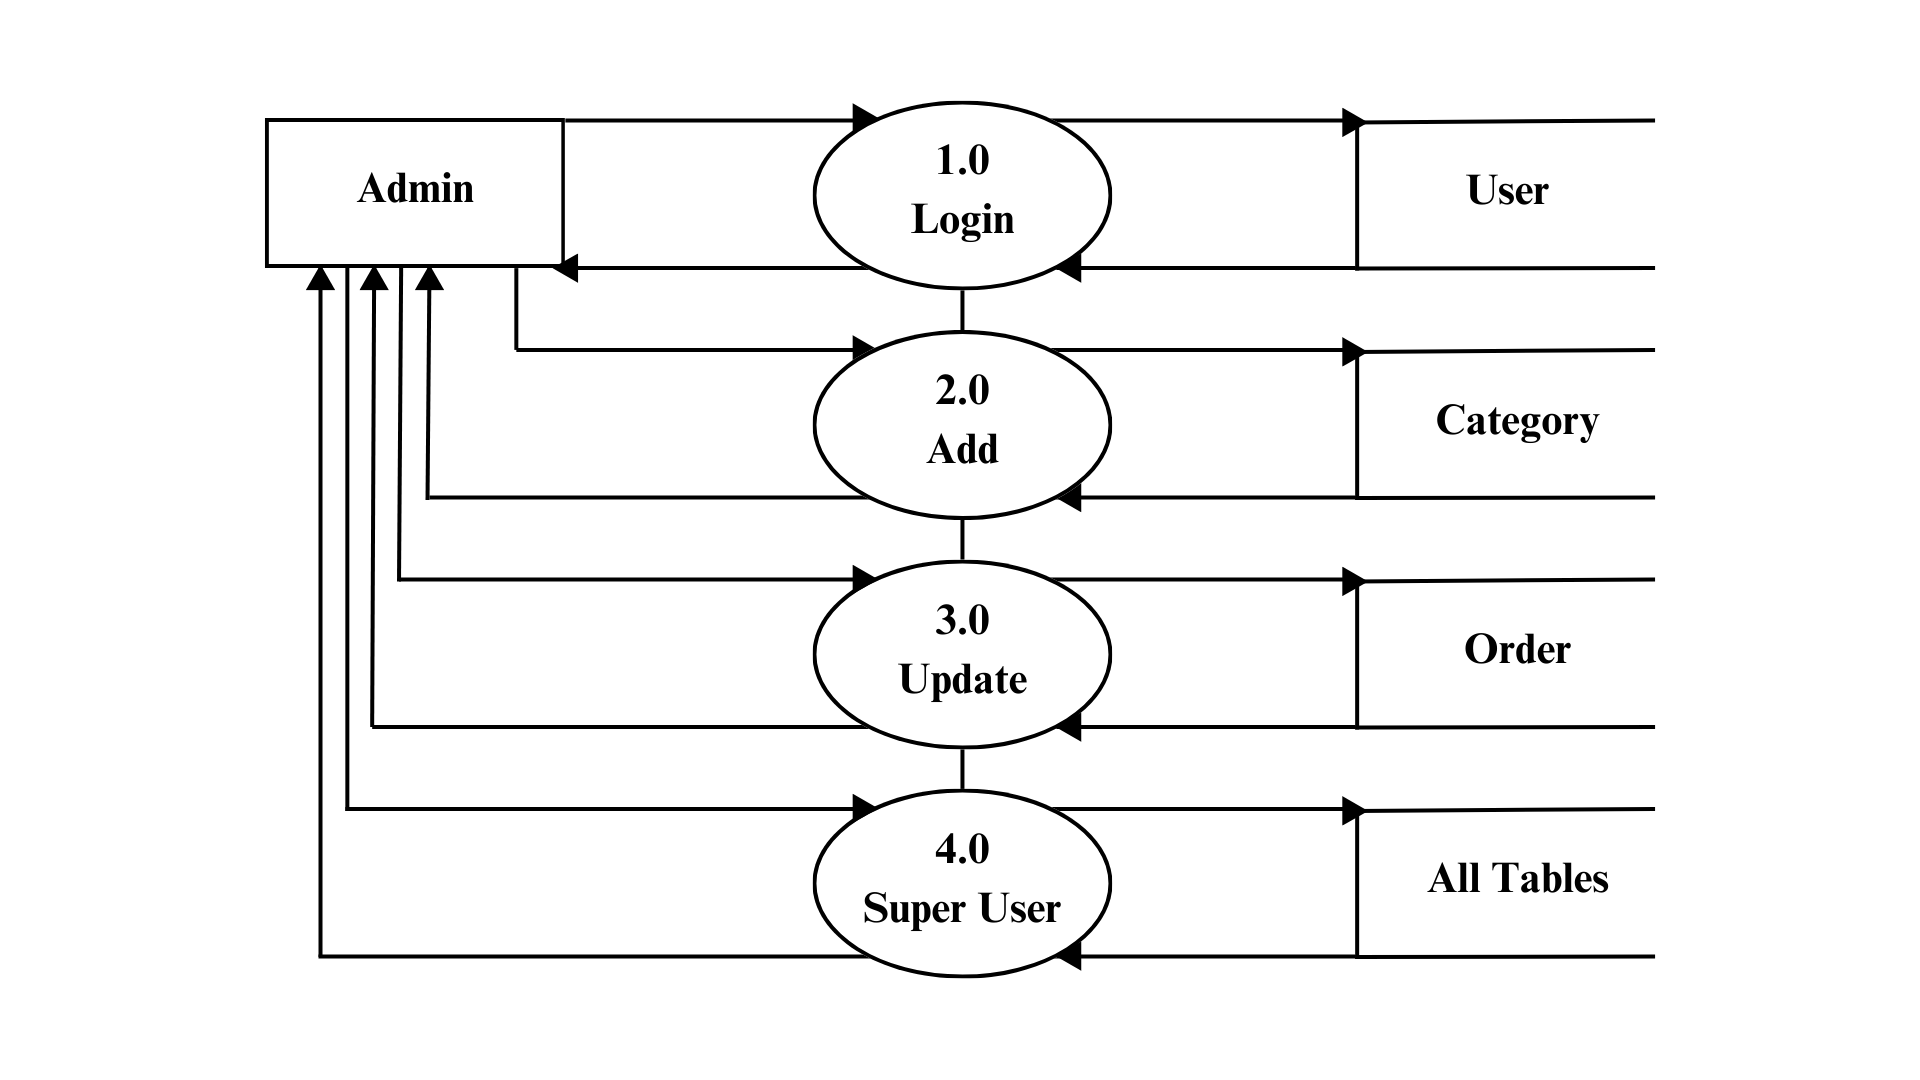 Admin
1.0
Login
User
2.0
Add
Category
3.0
Update
Order
4.0
Super User
All Tables